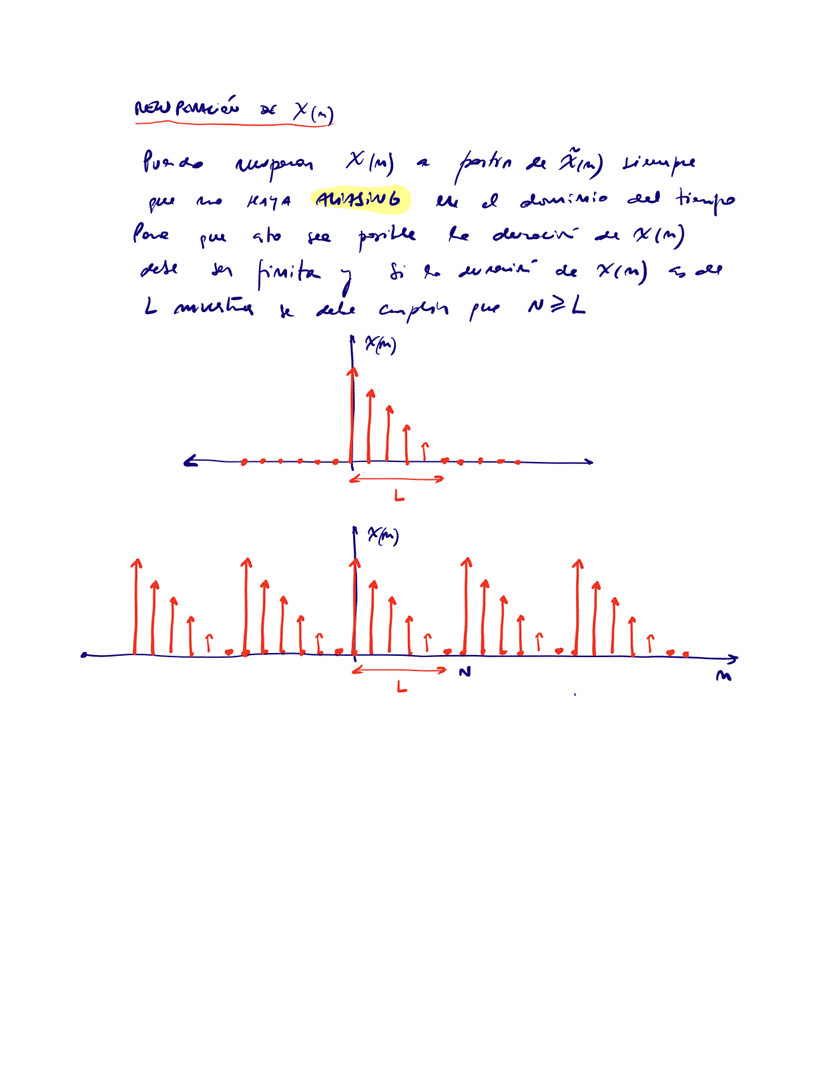 RECUPERACIÓN DE X(n)
Puedo recuperar X(n) a partir de x̃(n) siempre
que no HAYA ALIASING en el dominio del tiempo
Para que esto sea posible la duración de X(n)
debe ser finita y si la duración de X(n) es de
L muestras se debe cumplir que N ≥ L
X(n)
L
X(n)
L
N
n